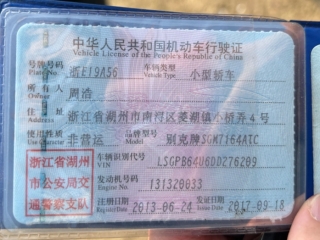 中华人民共和国机动车行驶证
Vehicle License of the People's Republic of China
号牌号码 浙E19A56 车辆类型 小型轿车
Plate No. Vehicle Type
所有人 周浩
Owner
住址 浙江省湖州市南浔区菱湖镇小桥弄4号
使用性质 非营运 品牌型号 别克牌SGM7164ATC
Model
浙江省湖州 车辆识别代号 LSGPB64U6DD276209
VIN
市公安局交 发动机号码 131320033
Engine No.
通警察支队 注册日期 2013-06-24 发证日期 2017-09-18
Register Date Issue Date